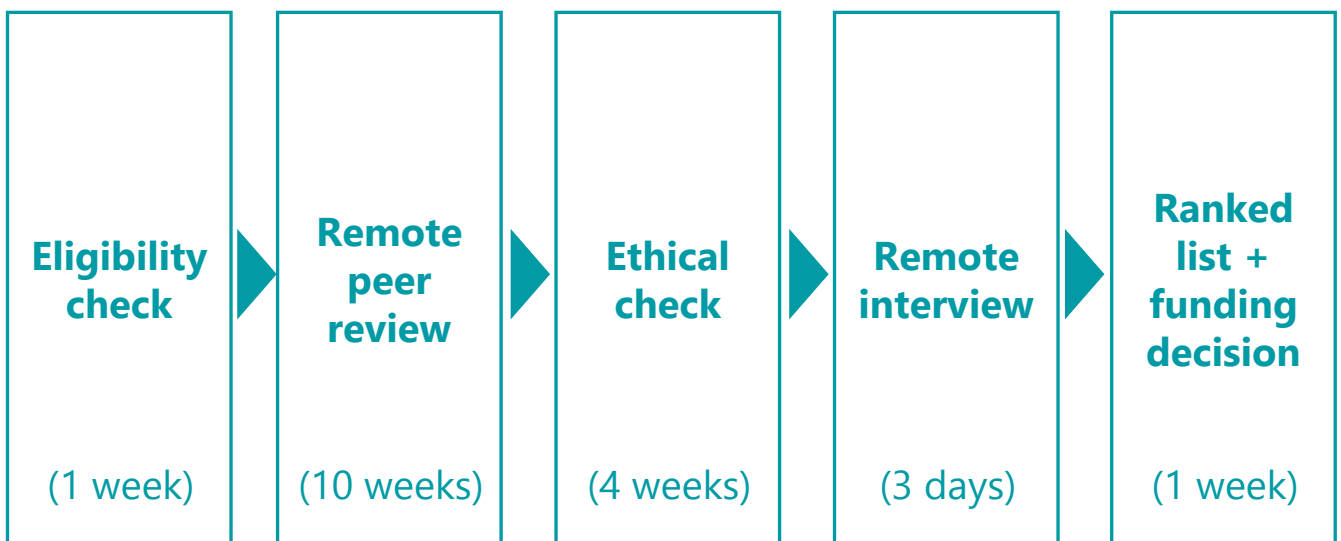 Eligibility
check
(1 week)
Remote
peer
review
(10 weeks)
Ethical
check
(4 weeks)
Remote
interview
(3 days)
Ranked
list +
funding
decision
(1 week)